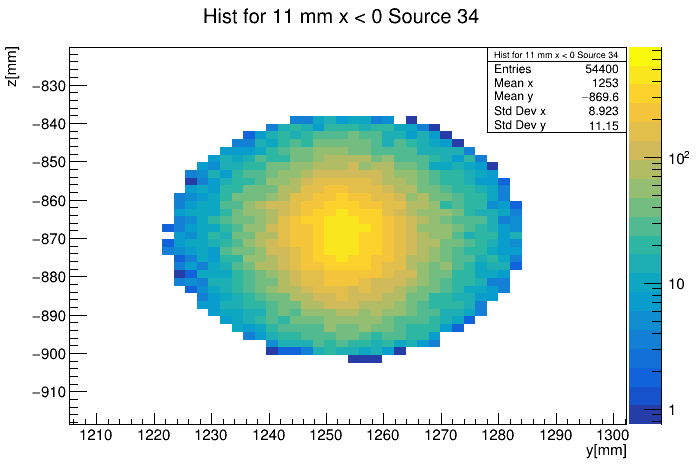 Hist for 11 mm x < 0 Source 34
z[mm]
Hist for 11 mm x < 0 Source 34
Entries 54400
Mean x 1253
Mean y −869.6
Std Dev x 8.923
Std Dev y 11.15
−830
−840
−850
−860
−870
−880
−890
−900
−910
10²
10
1
1210 1220 1230 1240 1250 1260 1270 1280 1290 1300
y[mm]